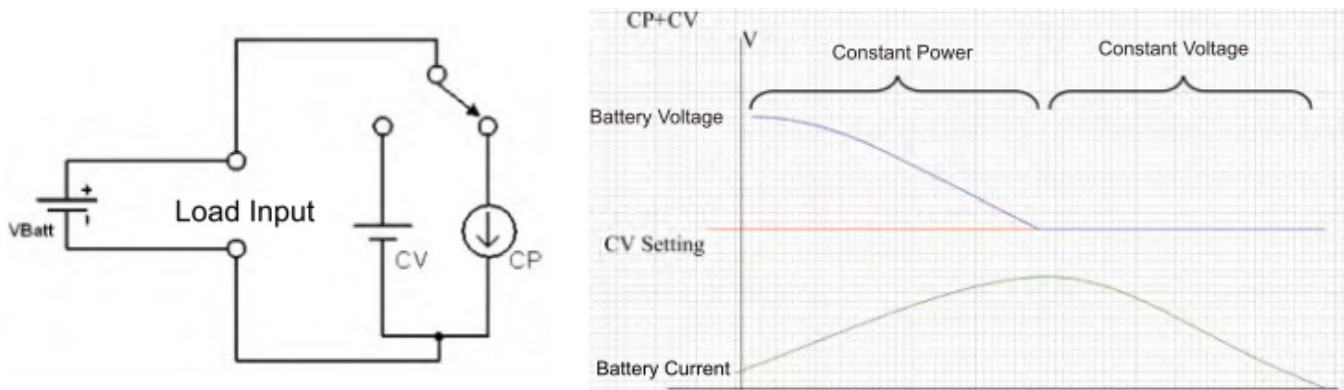 VBatt
+
-
Load Input
CV
CP
CP+CV
V
Constant Power
Constant Voltage
Battery Voltage
CV Setting
Battery Current